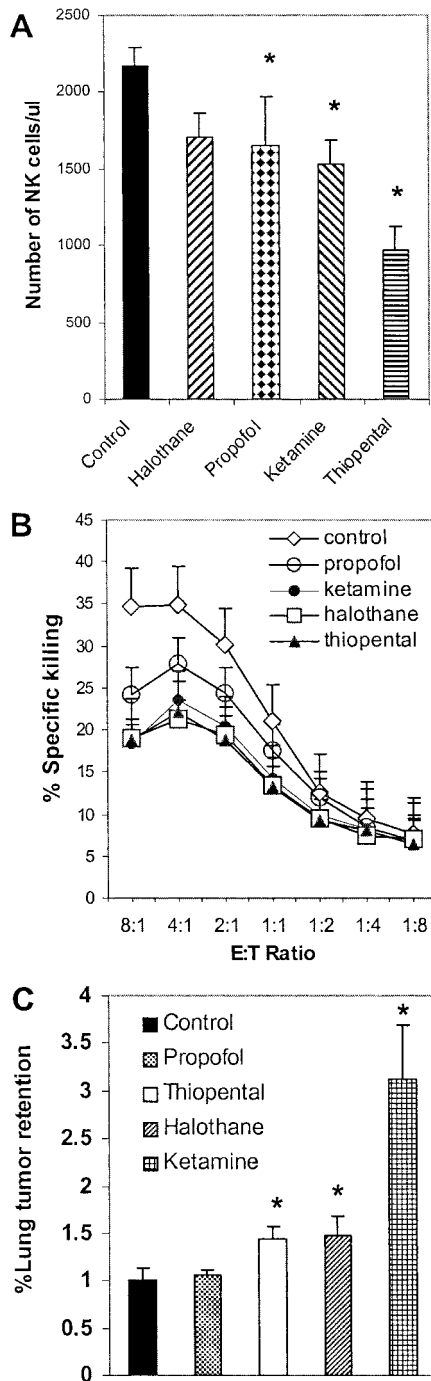 A
Number of NK cells/ul
2500
2000
1500
1000
500
0
*
*
*
Control
Halothane
Propofol
Ketamine
Thiopental
B
% Specific killing
45
40
35
30
25
20
15
10
5
0
control
propofol
ketamine
halothane
thiopental
8:1 4:1 2:1 1:1 1:2 1:4 1:8
E:T Ratio
C
%Lung tumor retention
4
3.5
3
2.5
2
1.5
1
0.5
0
Control
Propofol
Thiopental
Halothane
Ketamine
*
*
*